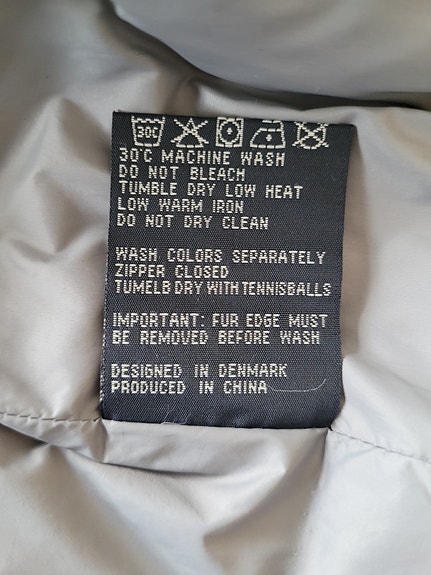 30C
30°C MACHINE WASH
DO NOT BLEACH
TUMBLE DRY LOW HEAT
LOW WARM IRON
DO NOT DRY CLEAN
WASH COLORS SEPARATELY
ZIPPER CLOSED
TUMELB DRY WITH TENNISBALLS
IMPORTANT: FUR EDGE MUST
BE REMOVED BEFORE WASH
DESIGNED IN DENMARK
PRODUCED IN CHINA